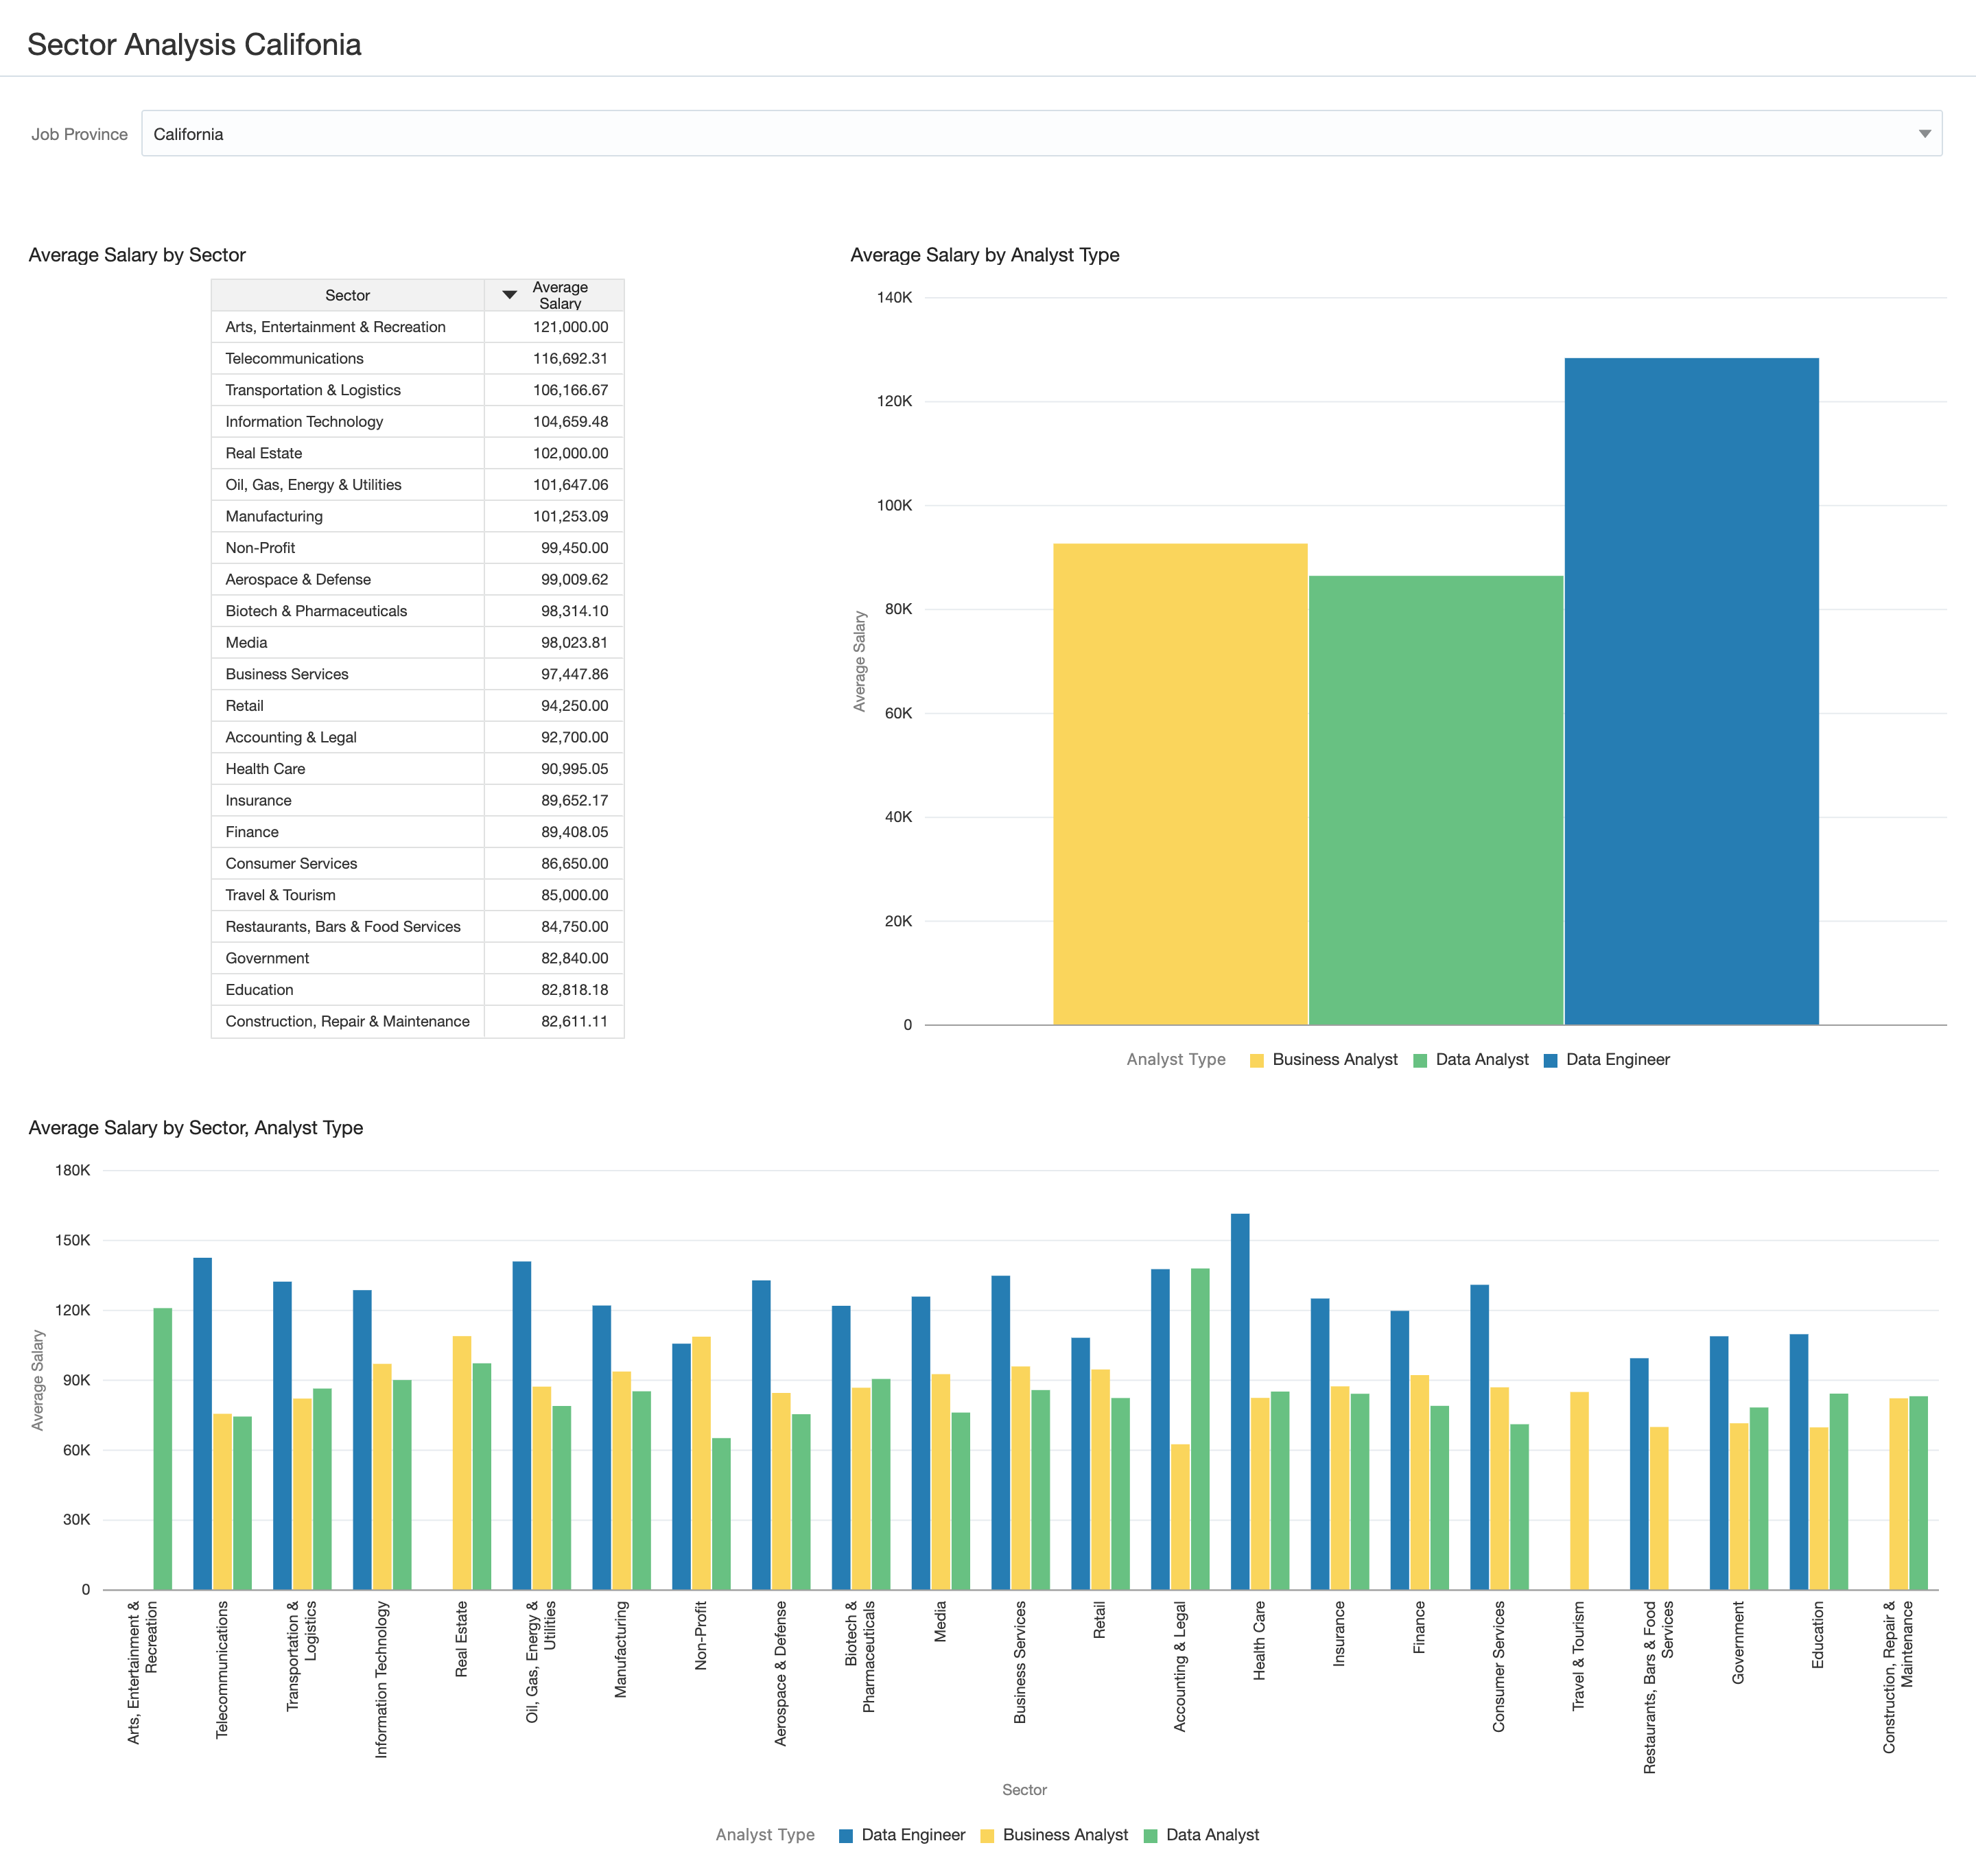 Sector Analysis Califonia
Job Province California
Average Salary by Sector
Sector Average Salary
Arts, Entertainment & Recreation 121,000.00
Telecommunications 116,692.31
Transportation & Logistics 106,166.67
Information Technology 104,659.48
Real Estate 102,000.00
Oil, Gas, Energy & Utilities 101,647.06
Manufacturing 101,253.09
Non-Profit 99,450.00
Aerospace & Defense 99,009.62
Biotech & Pharmaceuticals 98,314.10
Media 98,023.81
Business Services 97,447.86
Retail 94,250.00
Accounting & Legal 92,700.00
Health Care 90,995.05
Insurance 89,652.17
Finance 89,408.05
Consumer Services 86,650.00
Travel & Tourism 85,000.00
Restaurants, Bars & Food Services 84,750.00
Government 82,840.00
Education 82,818.18
Construction, Repair & Maintenance 82,611.11
Average Salary by Analyst Type
140K
120K
100K
80K
60K
40K
20K
0
Average Salary
Analyst Type Business Analyst Data Analyst Data Engineer
Average Salary by Sector, Analyst Type
180K
150K
120K
90K
60K
30K
0
Average Salary
Arts, Entertainment &
Recreation
Telecommunications
Transportation &
Logistics
Information Technology
Real Estate
Oil, Gas, Energy &
Utilities
Manufacturing
Non-Profit
Aerospace & Defense
Biotech &
Pharmaceuticals
Media
Business Services
Retail
Accounting & Legal
Health Care
Insurance
Finance
Consumer Services
Travel & Tourism
Restaurants, Bars & Food
Services
Government
Education
Construction, Repair &
Maintenance
Sector
Analyst Type Data Engineer Business Analyst Data Analyst